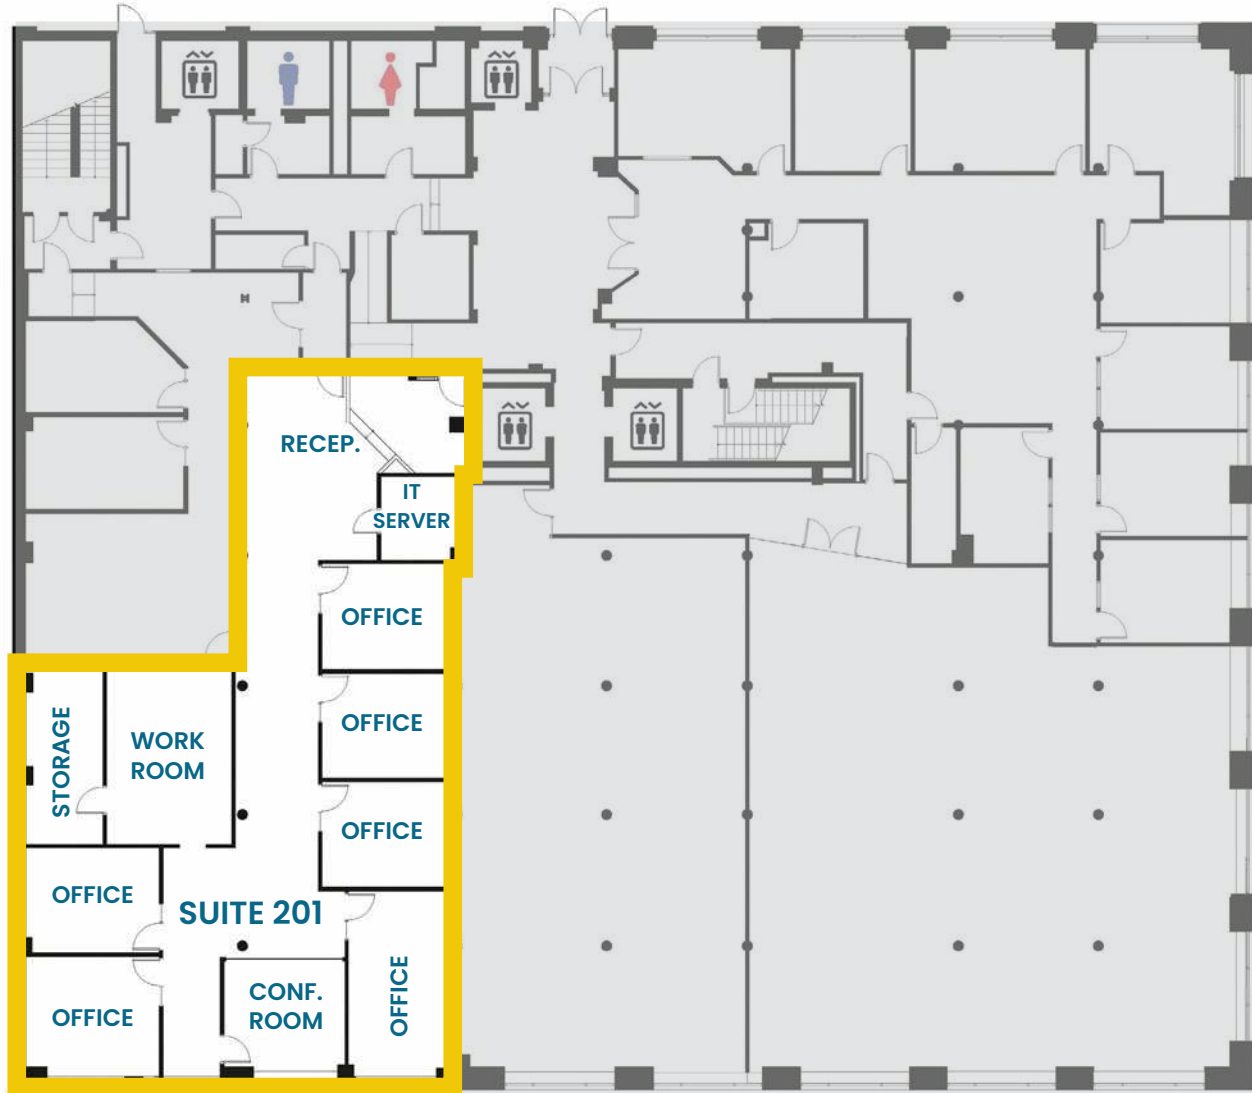 RECEP.
IT
SERVER
OFFICE
OFFICE
STORAGE
WORK
ROOM
OFFICE
OFFICE
SUITE 201
OFFICE
CONF.
ROOM
OFFICE